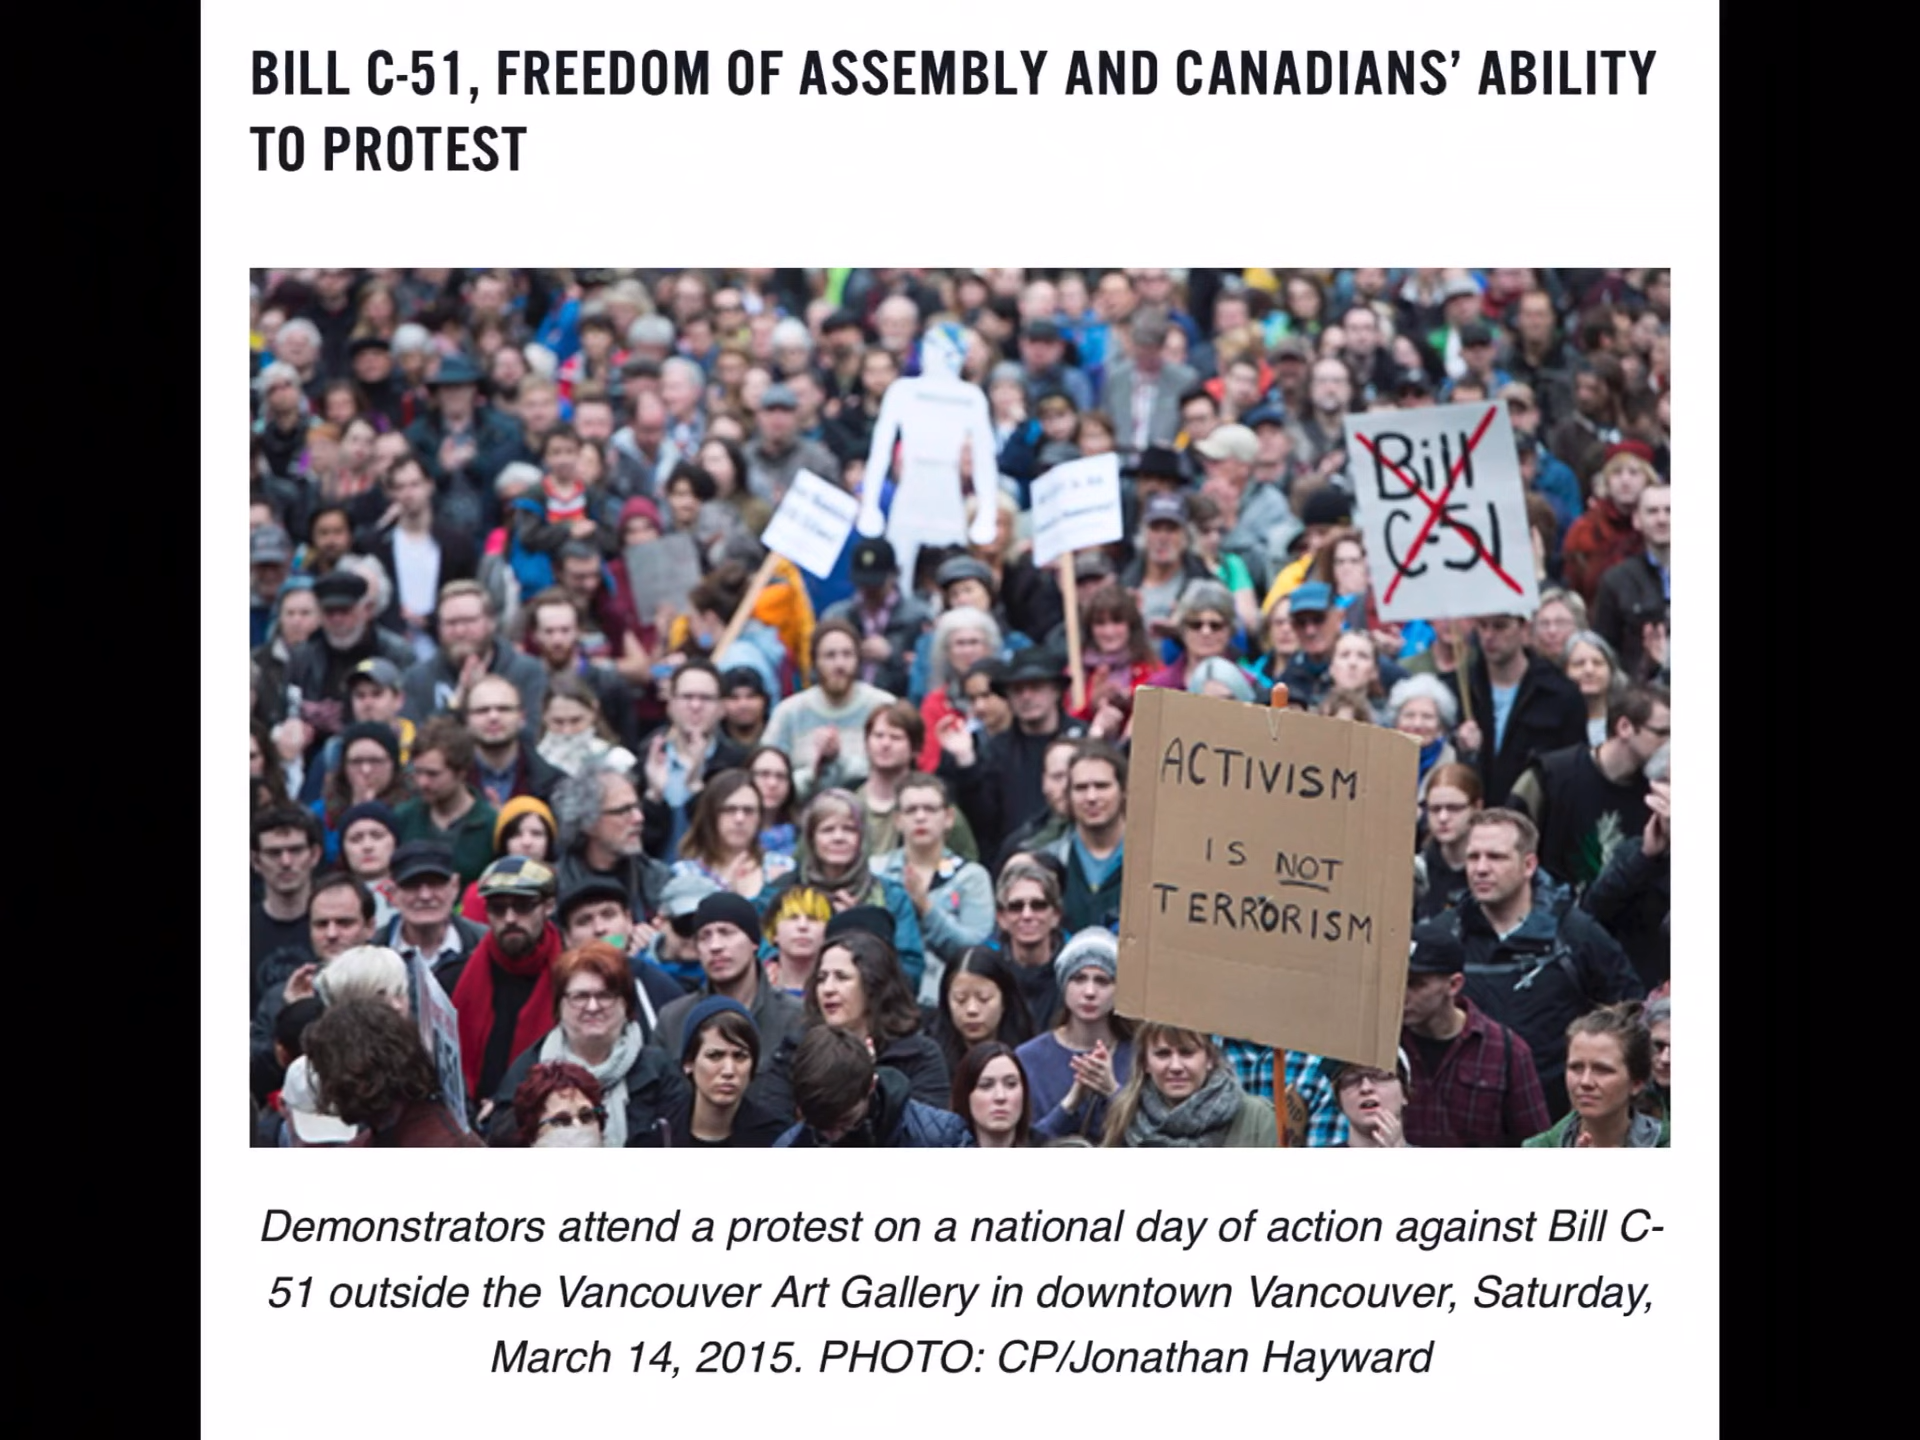 BILL C-51, FREEDOM OF ASSEMBLY AND CANADIANS’ ABILITY
TO PROTEST
Bill
C-51
ACTIVISM
IS NOT
TERRORISM
Demonstrators attend a protest on a national day of action against Bill C-
51 outside the Vancouver Art Gallery in downtown Vancouver, Saturday,
March 14, 2015. PHOTO: CP/Jonathan Hayward